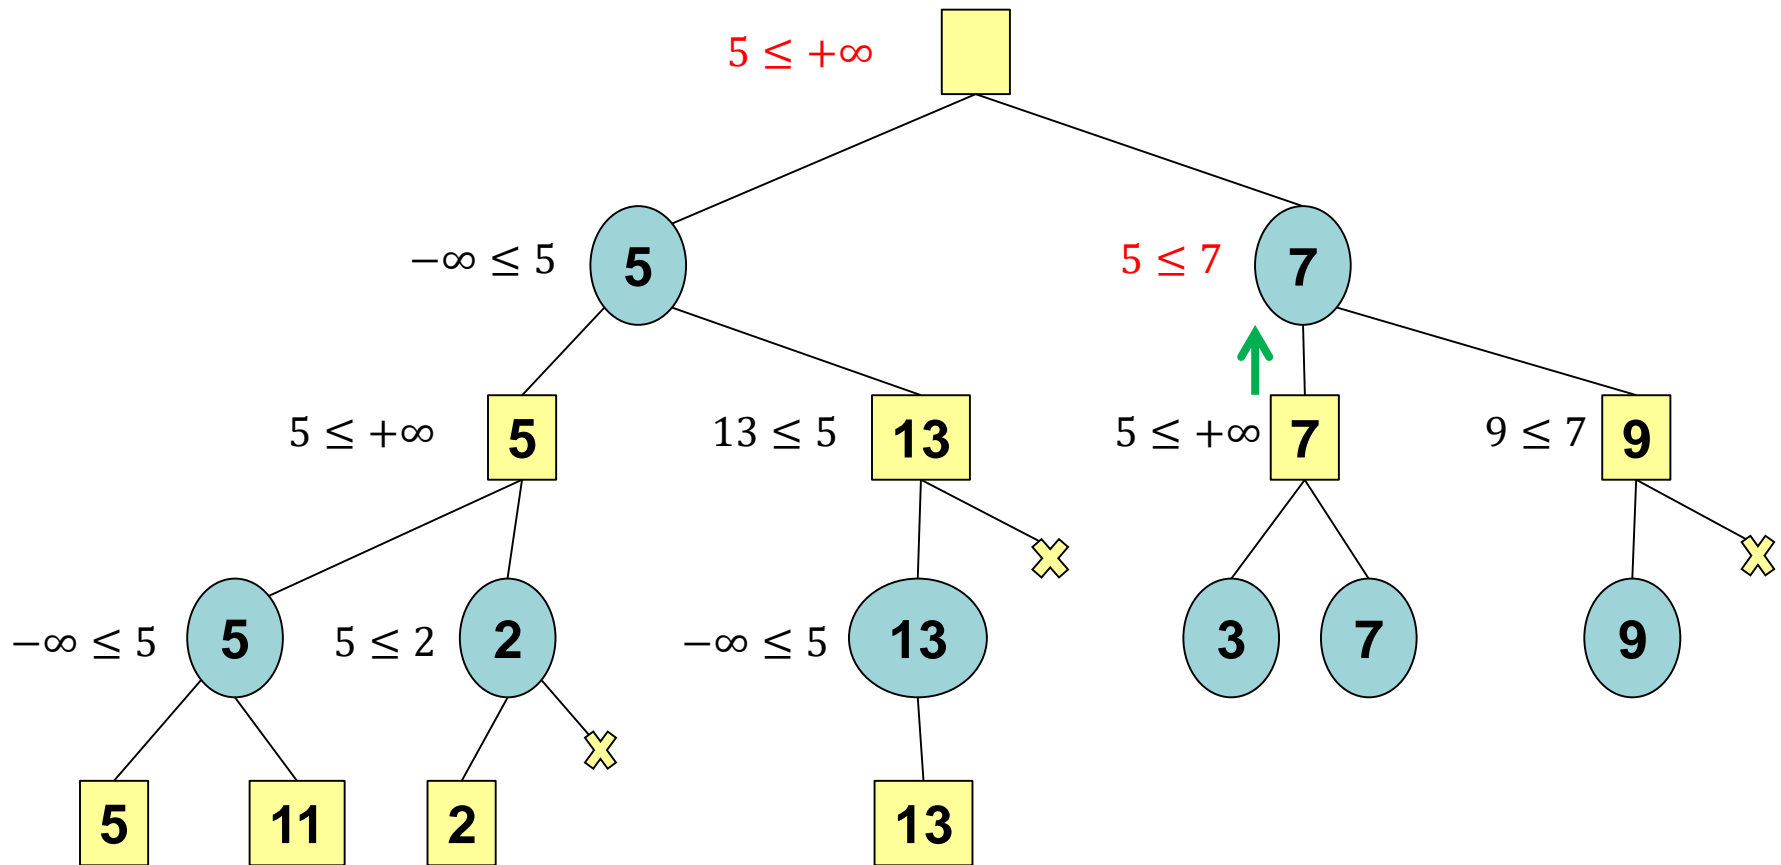 5 ≤ +∞
−∞ ≤ 5 5 5 ≤ 7 7
5 ≤ +∞ 5 13 ≤ 5 13 5 ≤ +∞ 7 9 ≤ 7 9
−∞ ≤ 5 5 5 ≤ 2 2 −∞ ≤ 5 13 3 7 9
5 11 2 13